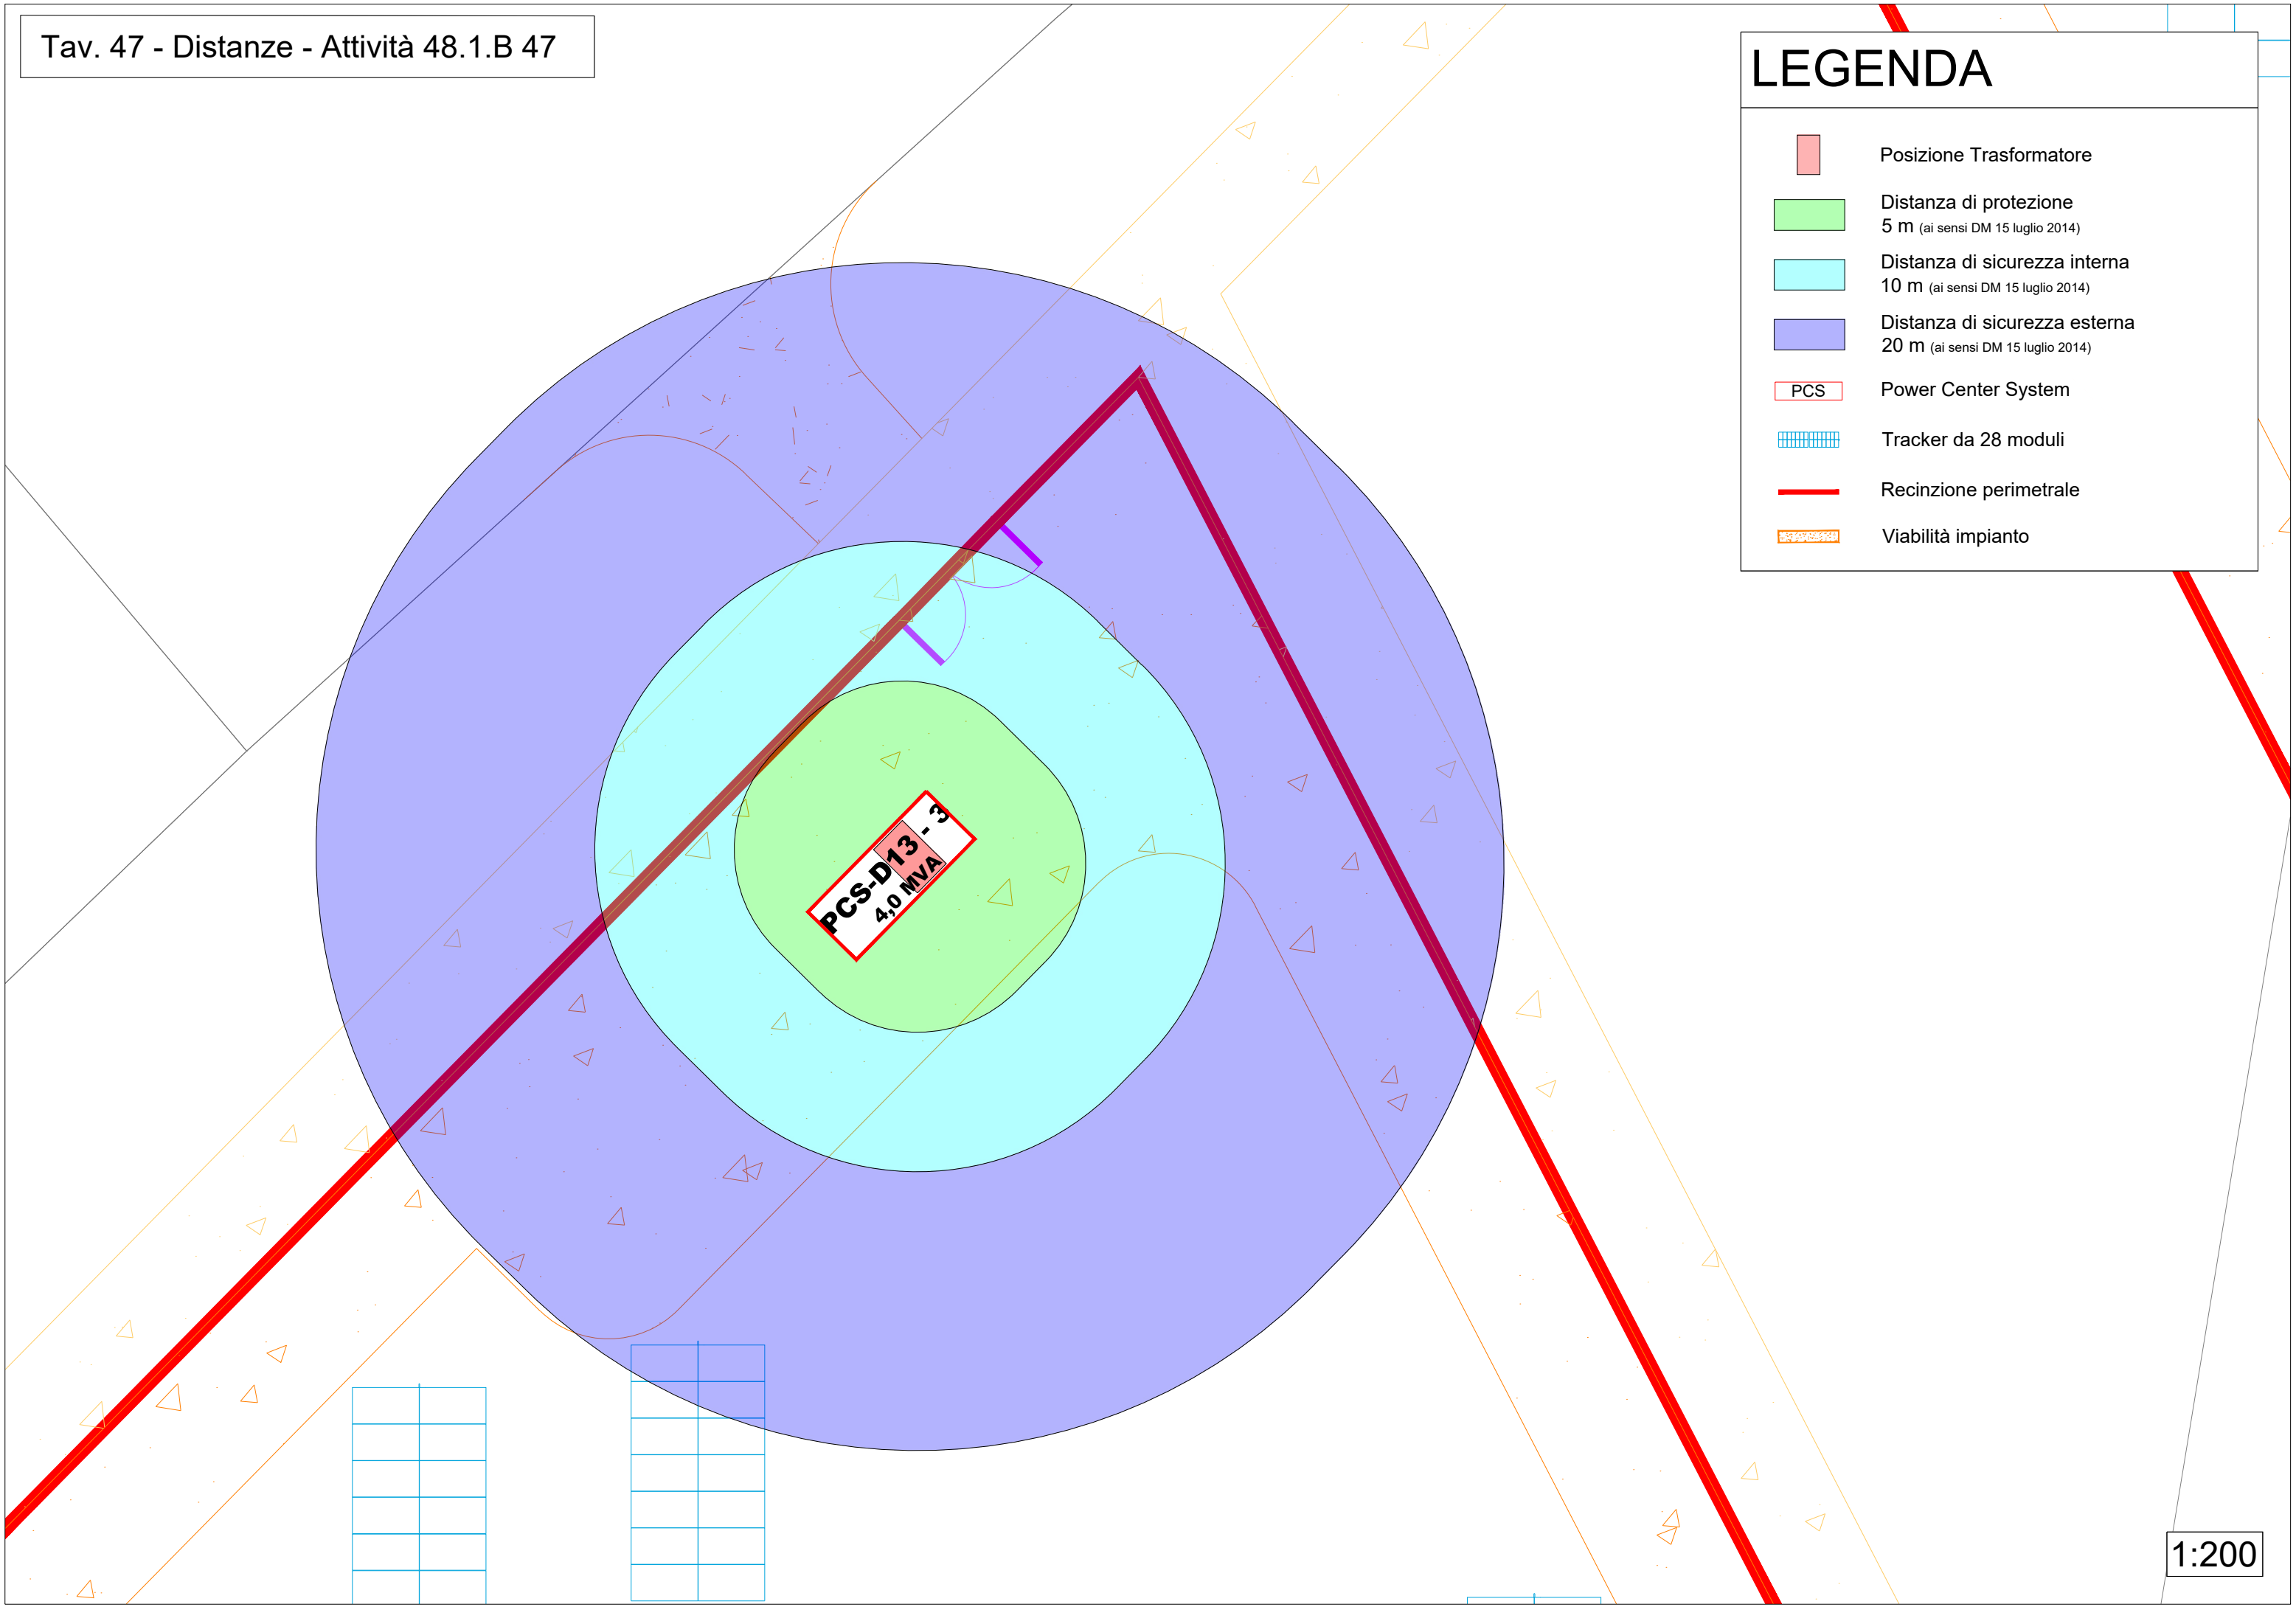 Tav. 47 - Distanze - Attività 48.1.B 47
LEGENDA
Posizione Trasformatore
Distanza di protezione
5 m (ai sensi DM 15 luglio 2014)
Distanza di sicurezza interna
10 m (ai sensi DM 15 luglio 2014)
Distanza di sicurezza esterna
20 m (ai sensi DM 15 luglio 2014)
PCS Power Center System
Tracker da 28 moduli
Recinzione perimetrale
Viabilità impianto
PCS-D13 - 3
4,0 MVA
1:200